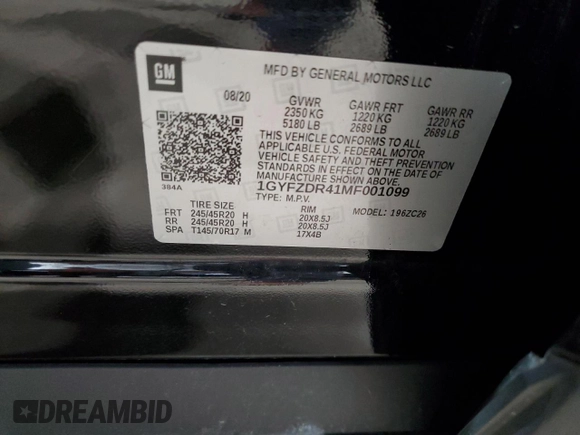 GM
MFD BY GENERAL MOTORS LLC
08/20
GVWR GAWR FRT GAWR RR
2350 KG 1220 KG 1220 KG
5180 LB 2689 LB 2689 LB
THIS VEHICLE CONFORMS TO ALL
APPLICABLE U.S. FEDERAL MOTOR
VEHICLE SAFETY AND THEFT PREVENTION
STANDARDS IN EFFECT ON THE DATE OF
MANUFACTURE SHOWN ABOVE.
384A
1GYFZDR41MF001099
TYPE: M.P.V. MODEL: 196ZC26
TIRE SIZE RIM
FRT 245/45R20 H 20X8.5J
RR 245/45R20 H 20X8.5J
SPA T145/70R17 M 17X4B
DREAMBID